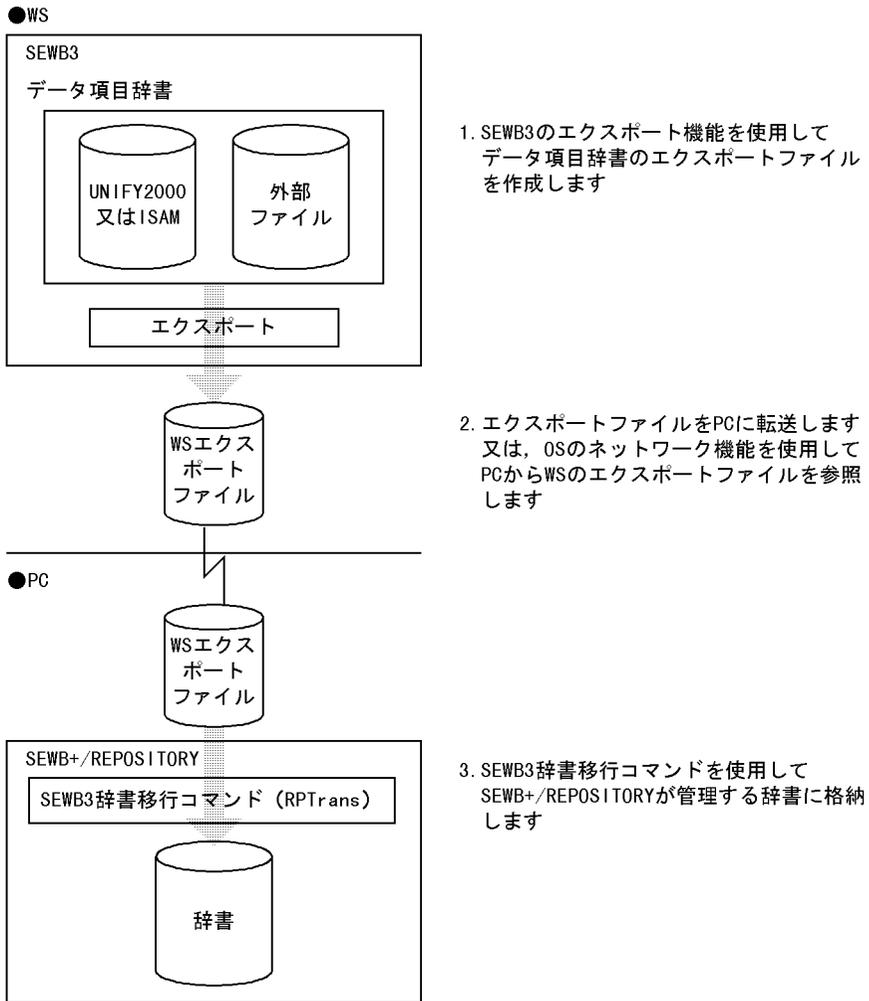 ●WS
SEWB3
データ項目辞書
UNIFY2000
又はISAM
外部
ファイル
エクスポート
1. SEWB3のエクスポート機能を使用して
データ項目辞書のエクスポートファイル
を作成します
WSエクス
ポート
ファイル
2. エクスポートファイルをPCに転送します
又は，OSのネットワーク機能を使用して
PCからWSのエクスポートファイルを参照
します
●PC
WSエクス
ポート
ファイル
SEWB+/REPOSITORY
SEWB3辞書移行コマンド（RPTrans）
辞書
3. SEWB3辞書移行コマンドを使用して
SEWB+/REPOSITORYが管理する辞書に格納
します